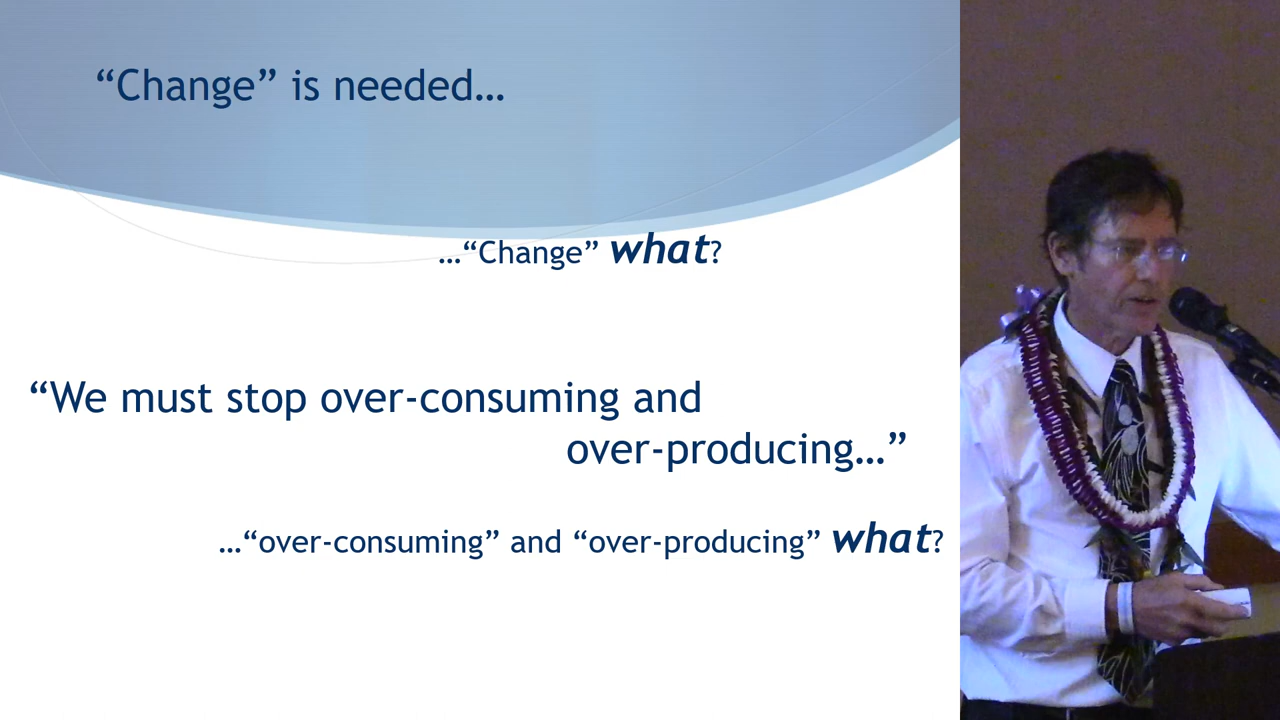 “Change” is needed…
…“Change” what?
“We must stop over-consuming and
over-producing…”
…“over-consuming” and “over-producing” what?